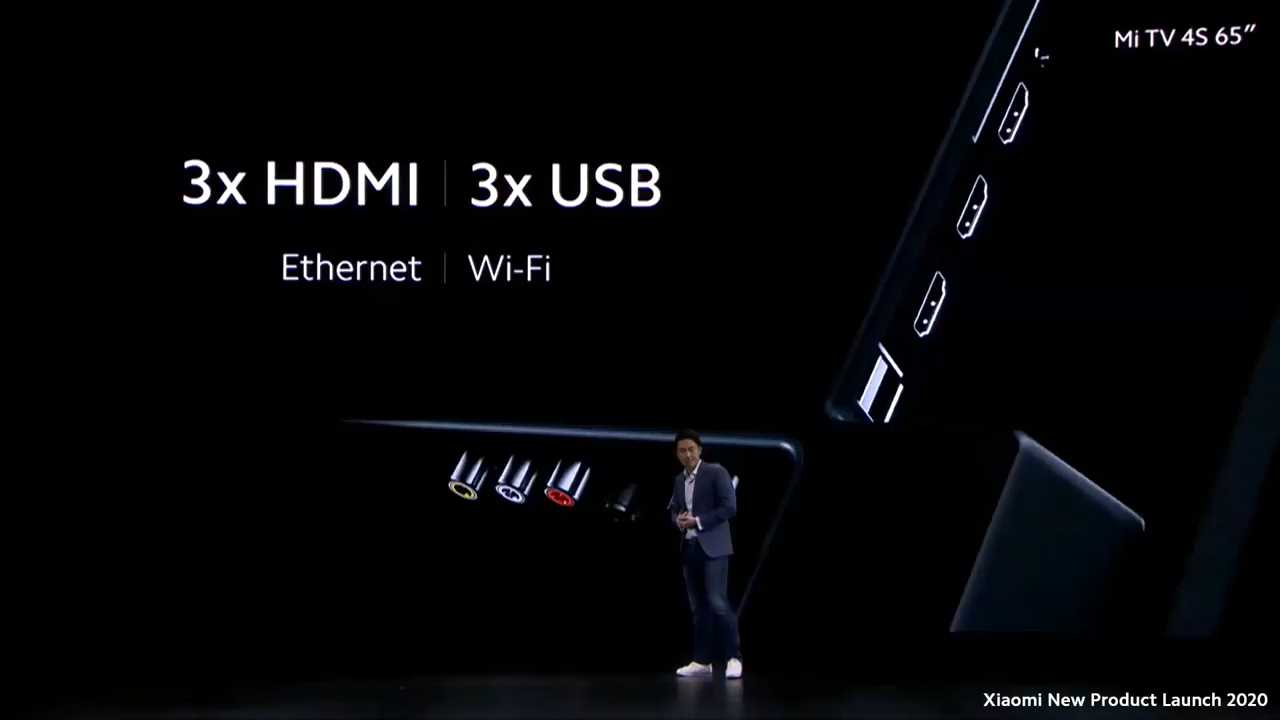 Mi TV 4S 65”
3x HDMI | 3x USB
Ethernet | Wi-Fi
Xiaomi New Product Launch 2020